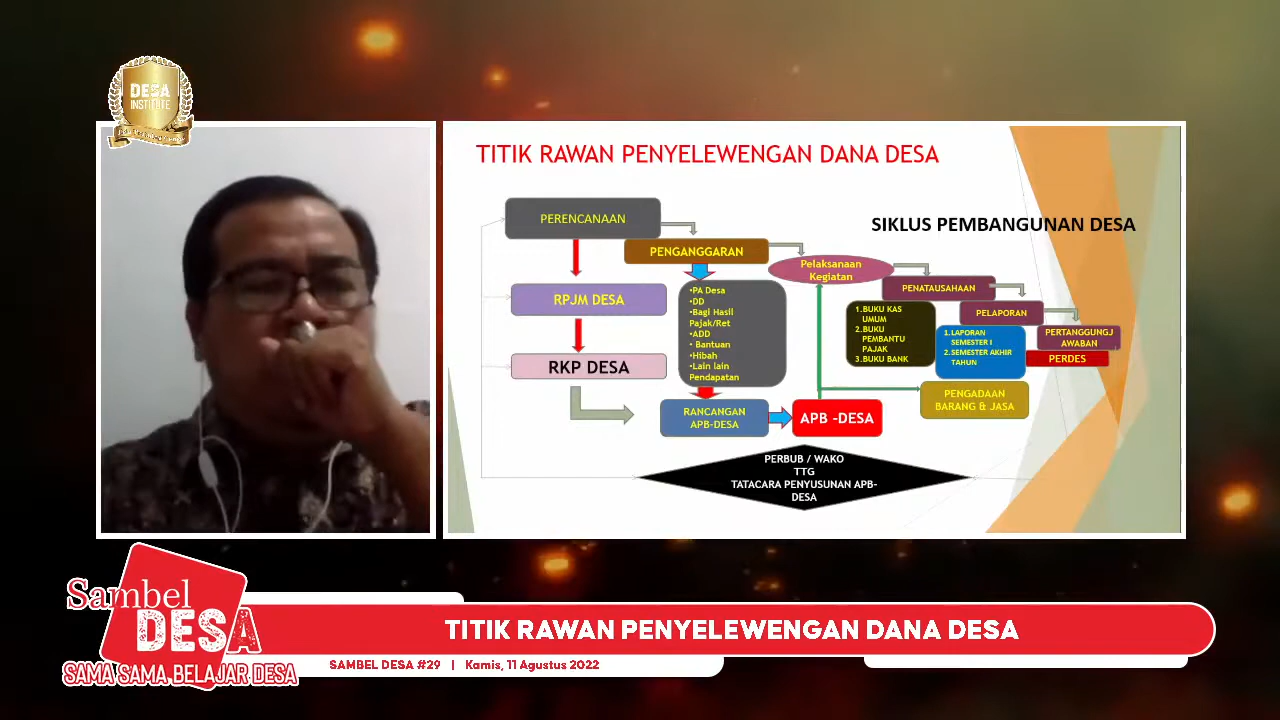 DESA
INSTITUTE
TITIK RAWAN PENYELEWENGAN DANA DESA
SIKLUS PEMBANGUNAN DESA
PERENCANAAN
PENGANGGARAN
Pelaksanaan
Kegiatan
PENATAUSAHAAN
PELAPORAN
PERTANGGUNGJ
AWABAN
PERDES
RPJM DESA
RKP DESA
•PA Desa
•DD
•Bagi Hasil
Pajak/Ret
•ADD
• Bantuan
•Hibah
•Lain lain
Pendapatan
1.BUKU KAS
UMUM
2.BUKU
PEMBANTU
PAJAK
3.BUKU BANK
1.LAPORAN
SEMESTER I
2.SEMESTER AKHIR
TAHUN
PENGADAAN
BARANG & JASA
RANCANGAN
APB-DESA
APB -DESA
PERBUB / WAKO
TTG
TATACARA PENYUSUNAN APB-
DESA
Sambel
DESA
SAMA SAMA BELAJAR DESA
TITIK RAWAN PENYELEWENGAN DANA DESA
SAMBEL DESA #29 | Kamis, 11 Agustus 2022